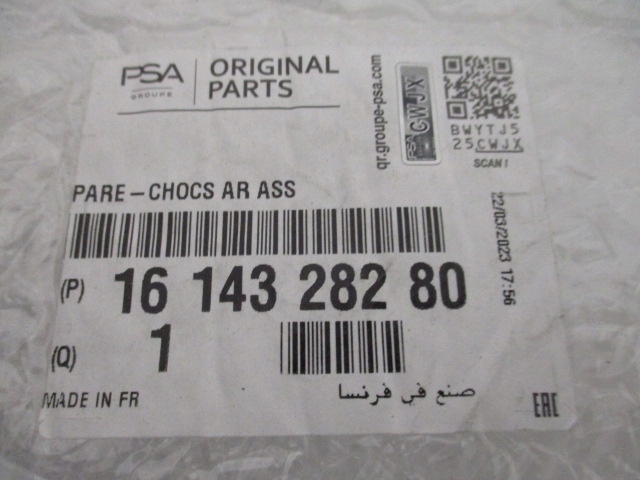 PSA
GROUPE
ORIGINAL
PARTS
qr.groupe-psa.com
PSA CWJX
BWYTJ5
25CWJX
SCAN !
PARE-CHOCS AR ASS
22/03/2023 17:56
(P) 16 143 282 80
(Q) 1
MADE IN FR
صنع في فرنسا
EAC